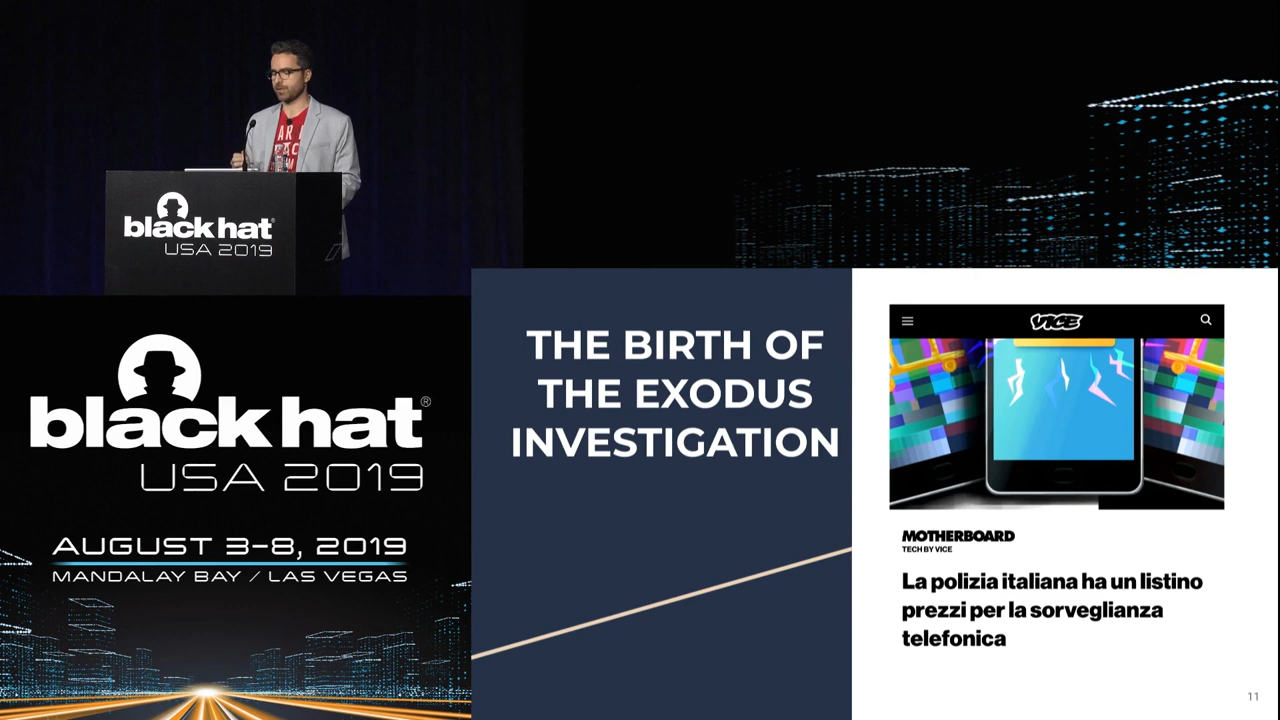 black hat
USA 2019
black hat®
USA 2019
AUGUST 3-8, 2019
MANDALAY BAY / LAS VEGAS
THE BIRTH OF
THE EXODUS
INVESTIGATION
VICE
MOTHERBOARD
TECH BY VICE
La polizia italiana ha un listino
prezzi per la sorveglianza
telefonica
11